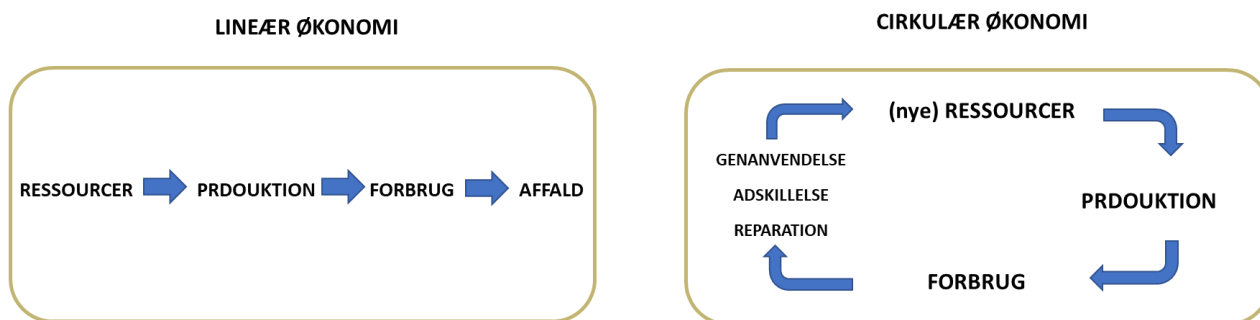 LINEÆR ØKONOMI
RESSOURCER
PRDOUKTION
FORBRUG
AFFALD
CIRKULÆR ØKONOMI
(nye) RESSOURCER
PRDOUKTION
FORBRUG
GENANVENDELSE
ADSKILLELSE
REPARATION